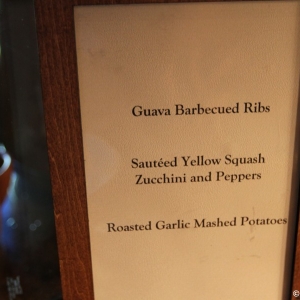 Guava Barbecued Ribs
Sautéed Yellow Squash
Zucchini and Peppers
Roasted Garlic Mashed Potatoes
©